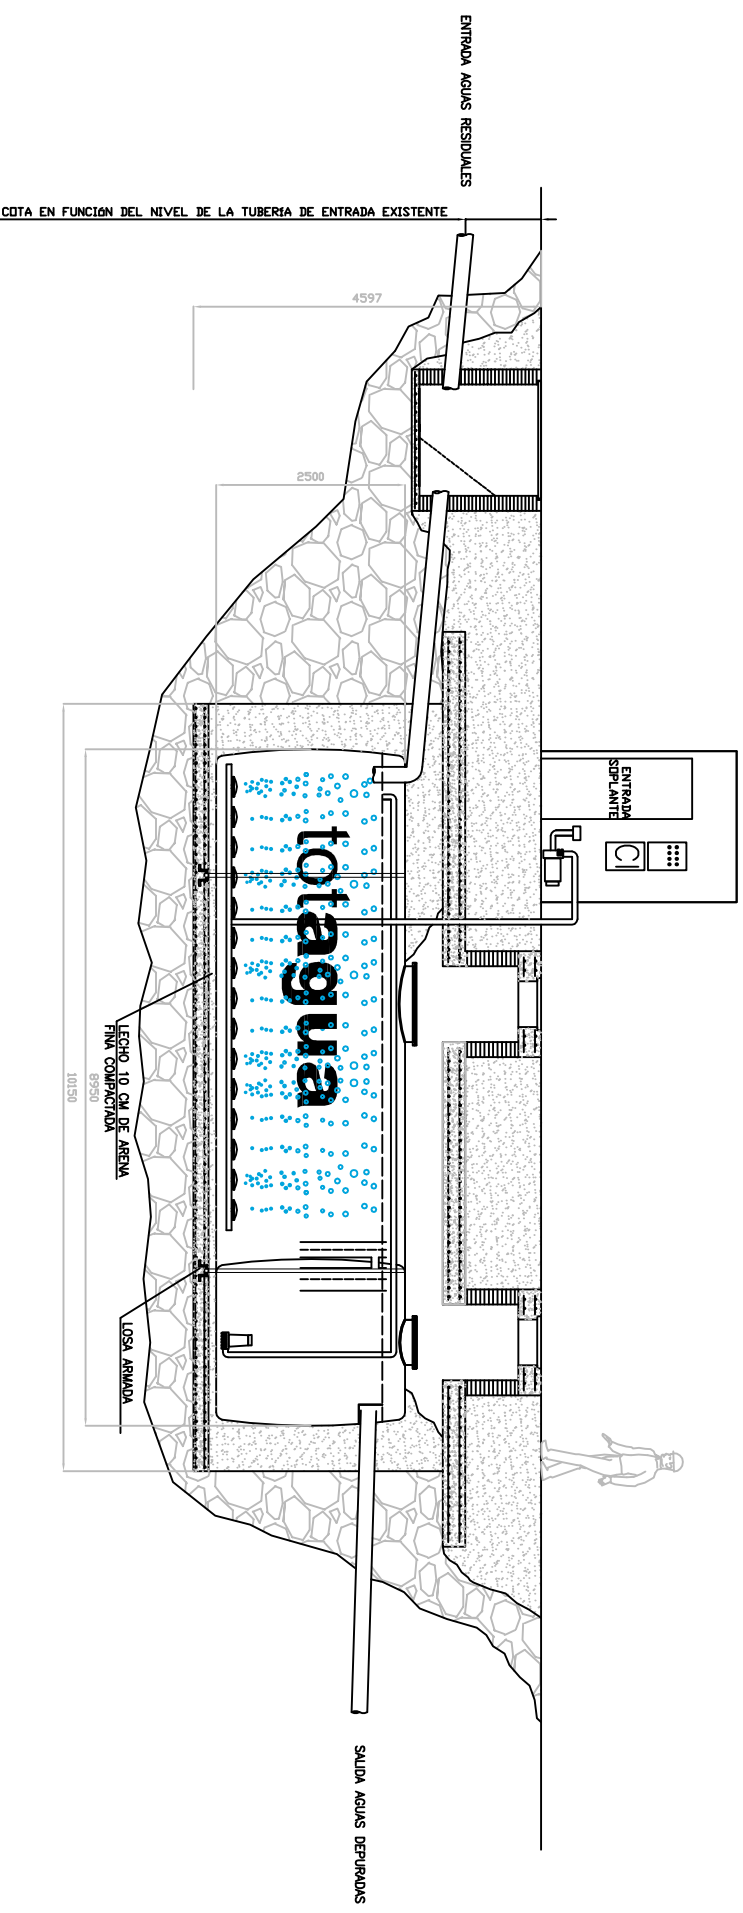 ENTRADA AGUAS RESIDUALES
COTA EN FUNCIÓN DEL NIVEL DE LA TUBERÍA DE ENTRADA EXISTENTE
4597
2500
ENTRADA
SOPLANTE
totagua
LECHO 10 CM DE ARENA
FINA COMPACTADA
8950
10150
LOSA ARMADA
SALIDA AGUAS DEPURADAS